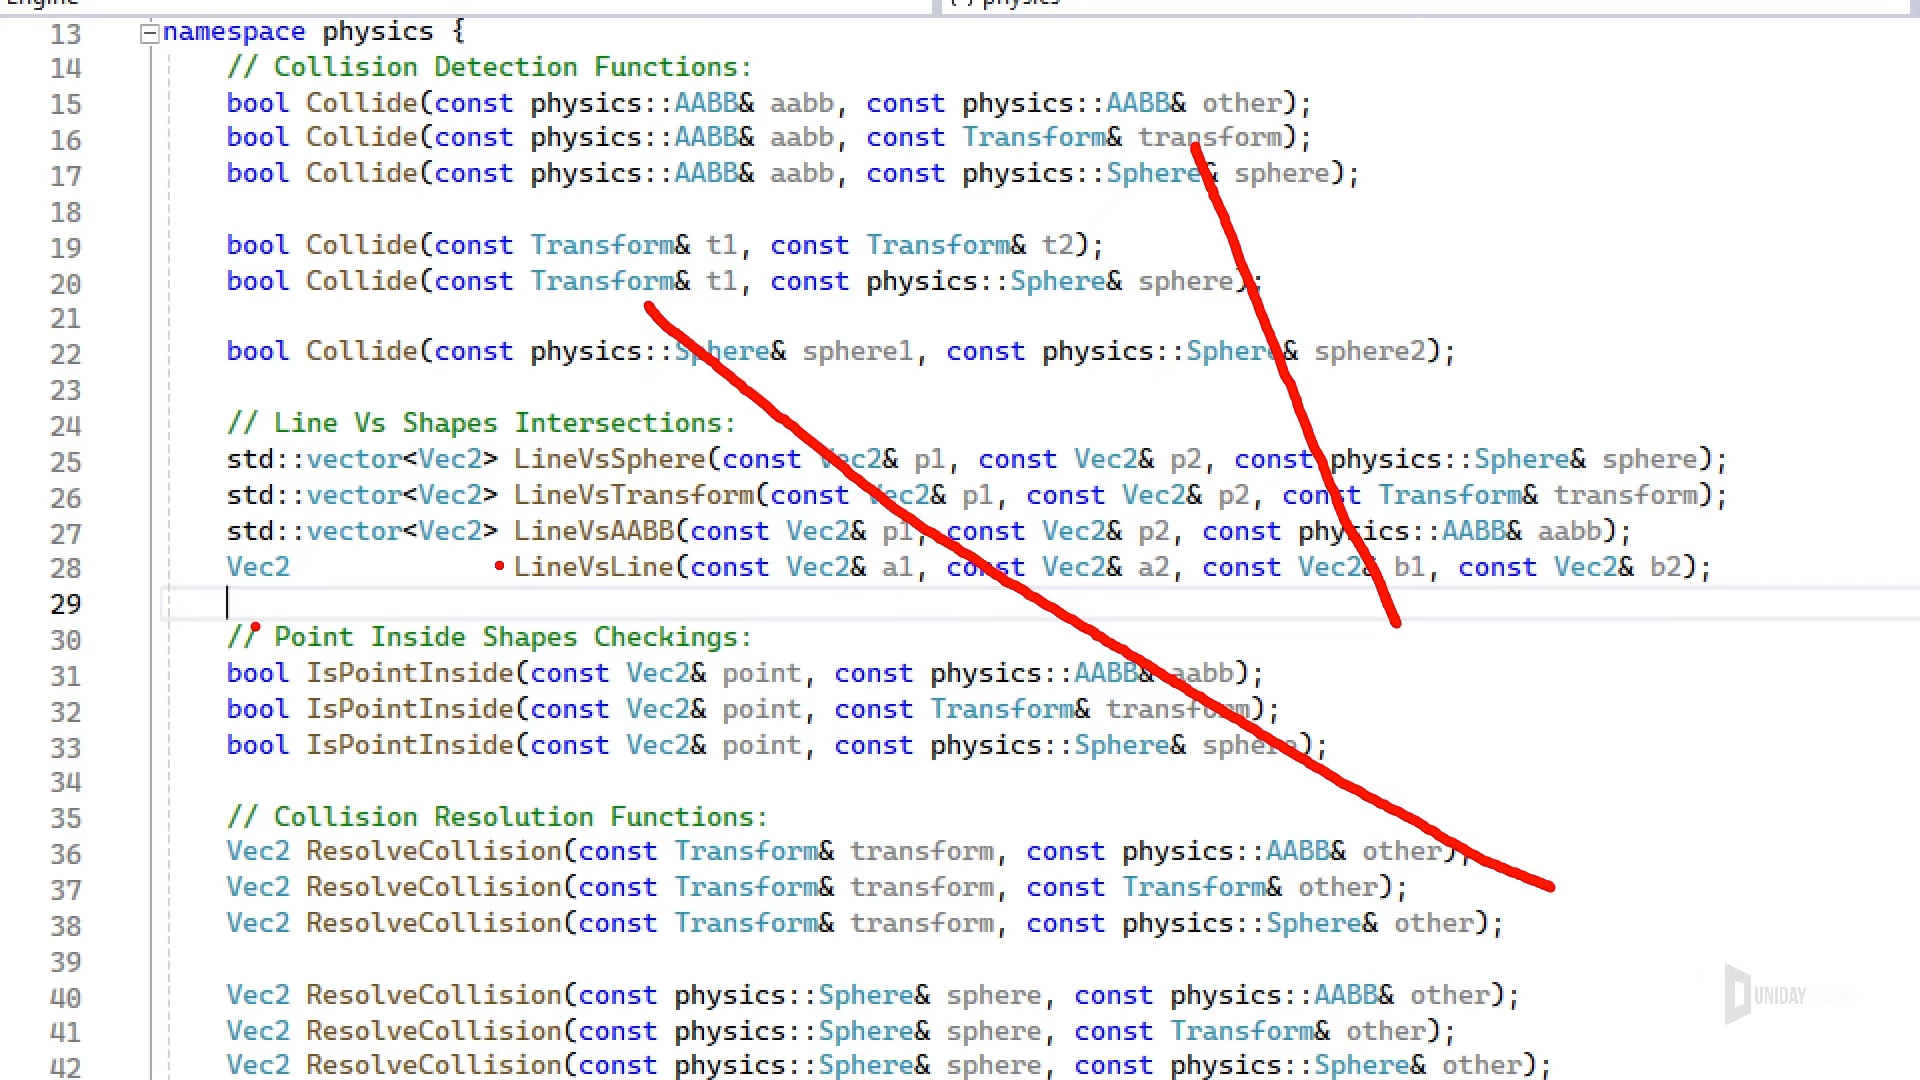 13 namespace physics {
14 // Collision Detection Functions:
15 bool Collide(const physics::AABB& aabb, const physics::AABB& other);
16 bool Collide(const physics::AABB& aabb, const Transform& transform);
17 bool Collide(const physics::AABB& aabb, const physics::Sphere& sphere);
18
19 bool Collide(const Transform& t1, const Transform& t2);
20 bool Collide(const Transform& t1, const physics::Sphere& sphere);
21
22 bool Collide(const physics::Sphere& sphere1, const physics::Sphere& sphere2);
23
24 // Line Vs Shapes Intersections:
25 std::vector<Vec2> LineVsSphere(const Vec2& p1, const Vec2& p2, const physics::Sphere& sphere);
26 std::vector<Vec2> LineVsTransform(const Vec2& p1, const Vec2& p2, const Transform& transform);
27 std::vector<Vec2> LineVsAABB(const Vec2& p1, const Vec2& p2, const physics::AABB& aabb);
28 Vec2 LineVsLine(const Vec2& a1, const Vec2& a2, const Vec2& b1, const Vec2& b2);
29
30 // Point Inside Shapes Checkings:
31 bool IsPointInside(const Vec2& point, const physics::AABB& aabb);
32 bool IsPointInside(const Vec2& point, const Transform& transform);
33 bool IsPointInside(const Vec2& point, const physics::Sphere& sphere);
34
35 // Collision Resolution Functions:
36 Vec2 ResolveCollision(const Transform& transform, const physics::AABB& other);
37 Vec2 ResolveCollision(const Transform& transform, const Transform& other);
38 Vec2 ResolveCollision(const Transform& transform, const physics::Sphere& other);
39
40 Vec2 ResolveCollision(const physics::Sphere& sphere, const physics::AABB& other);
41 Vec2 ResolveCollision(const physics::Sphere& sphere, const Transform& other);
42 Vec2 ResolveCollision(const physics::Sphere& sphere, const physics::Sphere& other);
UNIDAY